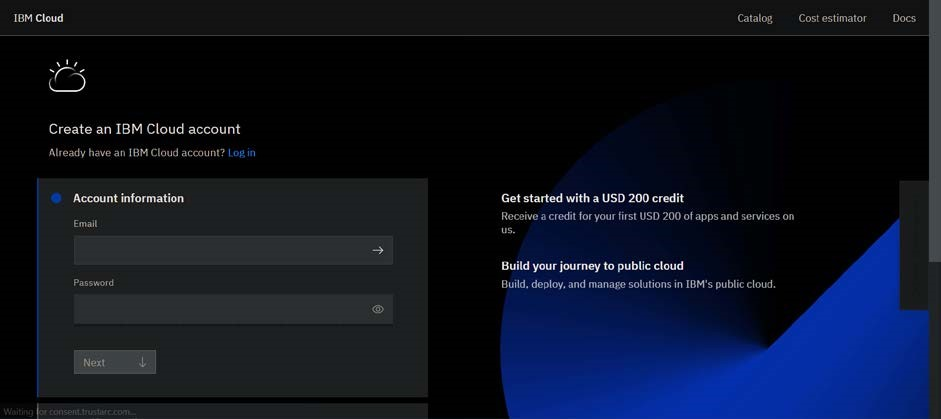 IBM Cloud
Catalog
Cost estimator
Docs
Create an IBM Cloud account
Already have an IBM Cloud account? Log in
Account information
Email
Password
Next
Get started with a USD 200 credit
Receive a credit for your first USD 200 of apps and services on
us.
Build your journey to public cloud
Build, deploy, and manage solutions in IBM's public cloud.
Waiting for consent.trustarc.com...